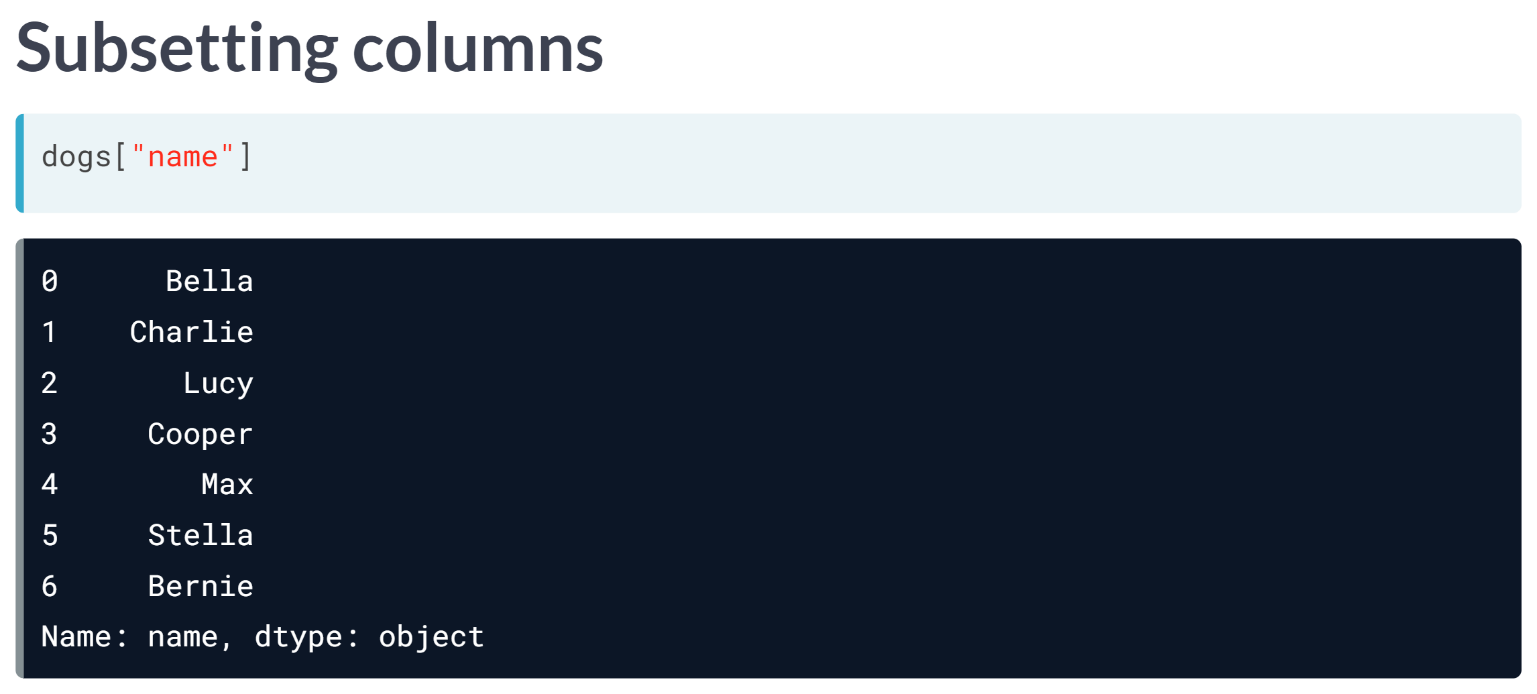 Subsetting columns
dogs["name"]
0      Bella
1    Charlie
2       Lucy
3     Cooper
4        Max
5     Stella
6     Bernie
Name: name, dtype: object